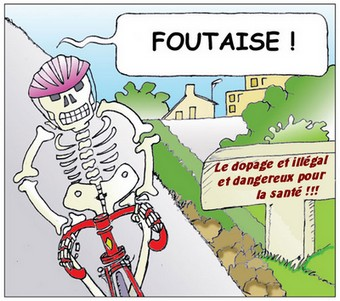 FOUTAISE !
Le dopage et illégal
et dangereux pour
la santé !!!